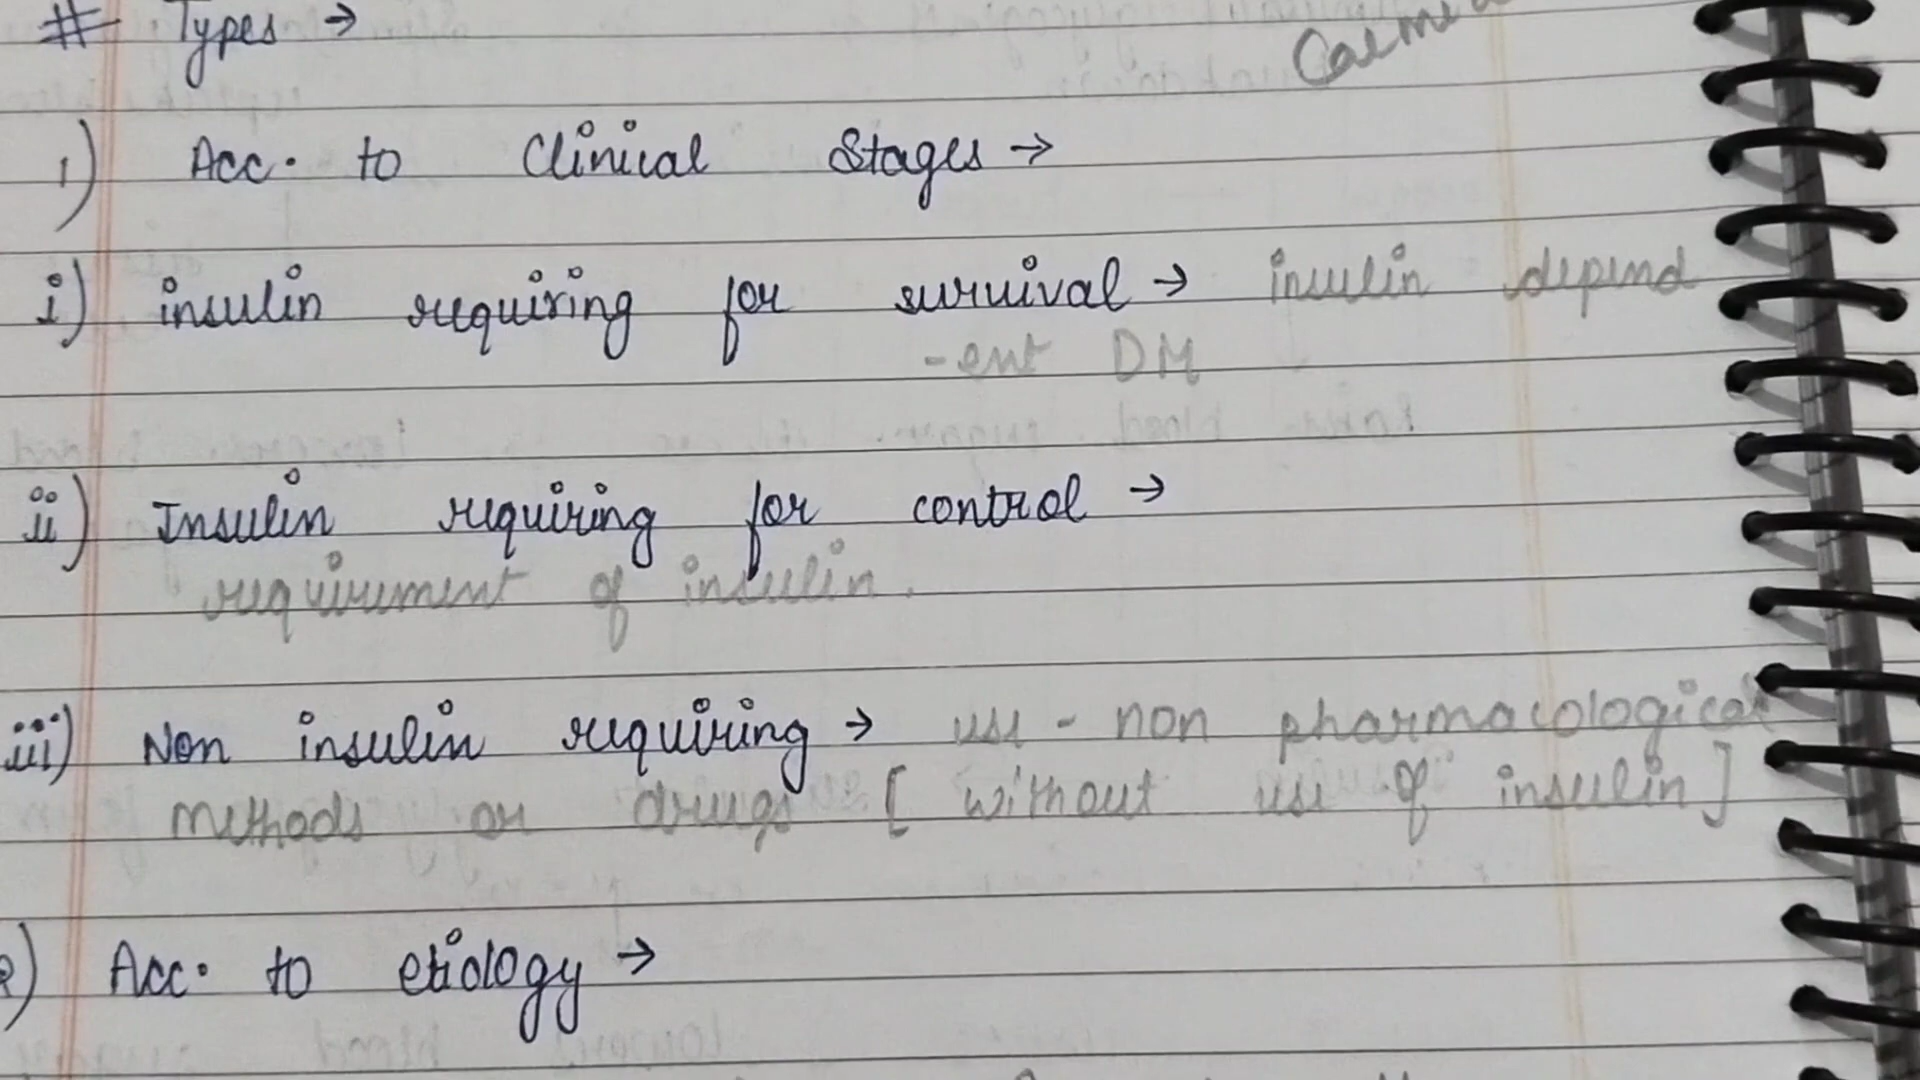 # Types →
1) Acc. to Clinical Stages →
i) insulin requiring for survival → insulin depend
-ent DM
ii) Insulin requiring for control →
requirement of insulin.
iii) Non insulin requiring → use - non pharmacological
methods or drugs [ without use of insulin ]
2) Acc. to etiology →